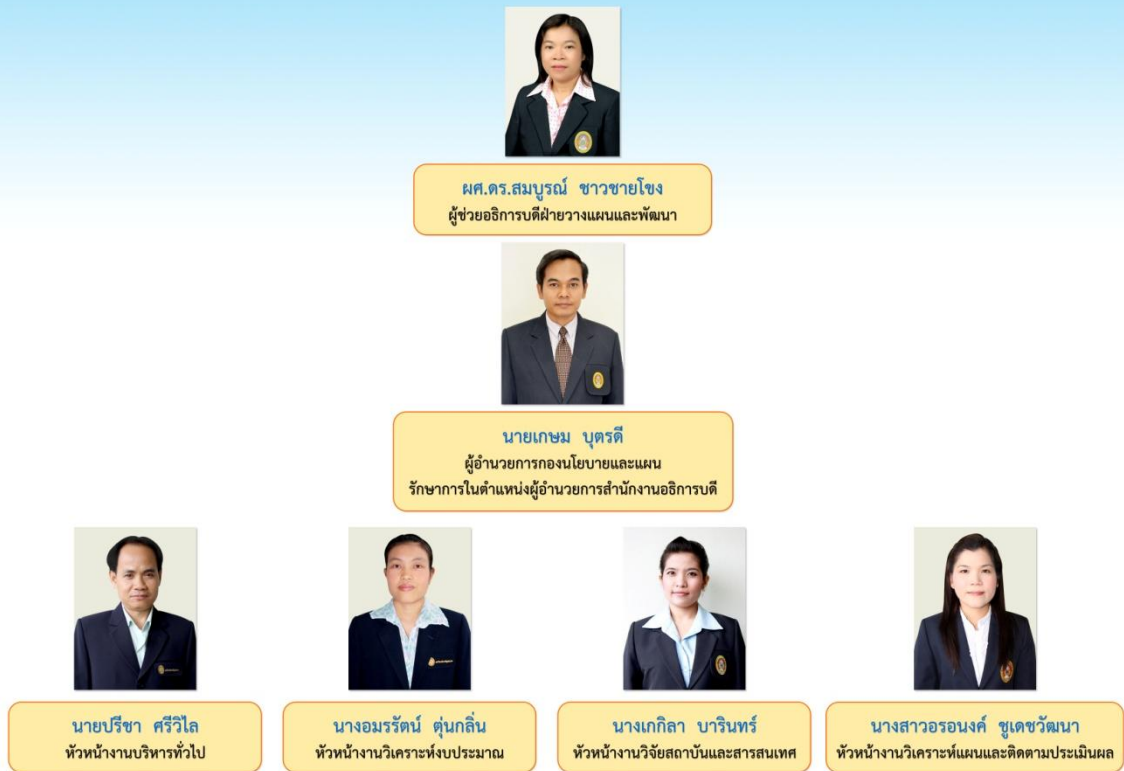 ผศ.ดร.สมบูรณ์ ชาวชายโขง
ผู้ช่วยอธิการบดีฝ่ายวางแผนและพัฒนา
นายเกษม บุตรดี
ผู้อำนวยการกองนโยบายและแผน
รักษาการในตำแหน่งผู้อำนวยการสำนักงานอธิการบดี
นายปรีชา ศรีวิไล
หัวหน้างานบริหารทั่วไป
นางอมรรัตน์ ตุ่นกลิ่น
หัวหน้างานวิเคราะห์งบประมาณ
นางเกกิลา บารินทร์
หัวหน้างานวิจัยสถาบันและสารสนเทศ
นางสาวอรอนงค์ ชูเดชวัฒนา
หัวหน้างานวิเคราะห์แผนและติดตามประเมินผล